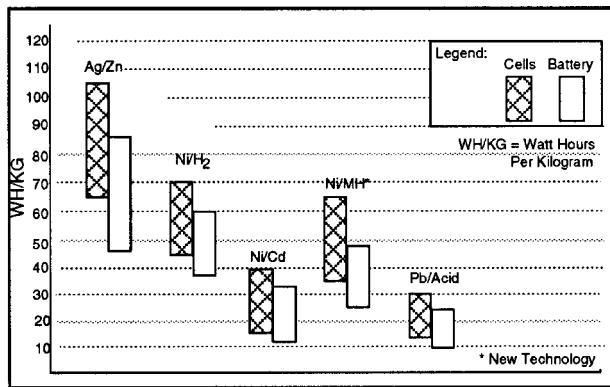 120
110
100
90
80
70
60
50
40
30
20
10
WH/KG
Ag/Zn
Ni/H2
Ni/Cd
Ni/MH*
Pb/Acid
Legend:
Cells Battery
WH/KG = Watt Hours
Per Kilogram
* New Technology